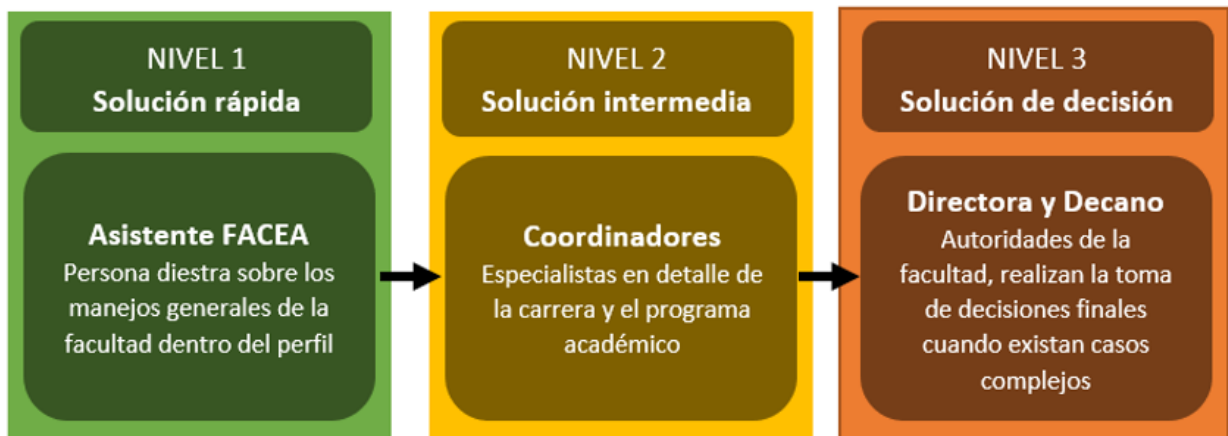 NIVEL 1
Solución rápida
Asistente FACEA
Persona diestra sobre los
manejos generales de la
facultad dentro del perfil
NIVEL 2
Solución intermedia
Coordinadores
Especialistas en detalle de
la carrera y el programa
académico
NIVEL 3
Solución de decisión
Directora y Decano
Autoridades de la
facultad, realizan la toma
de decisiones finales
cuando existan casos
complejos